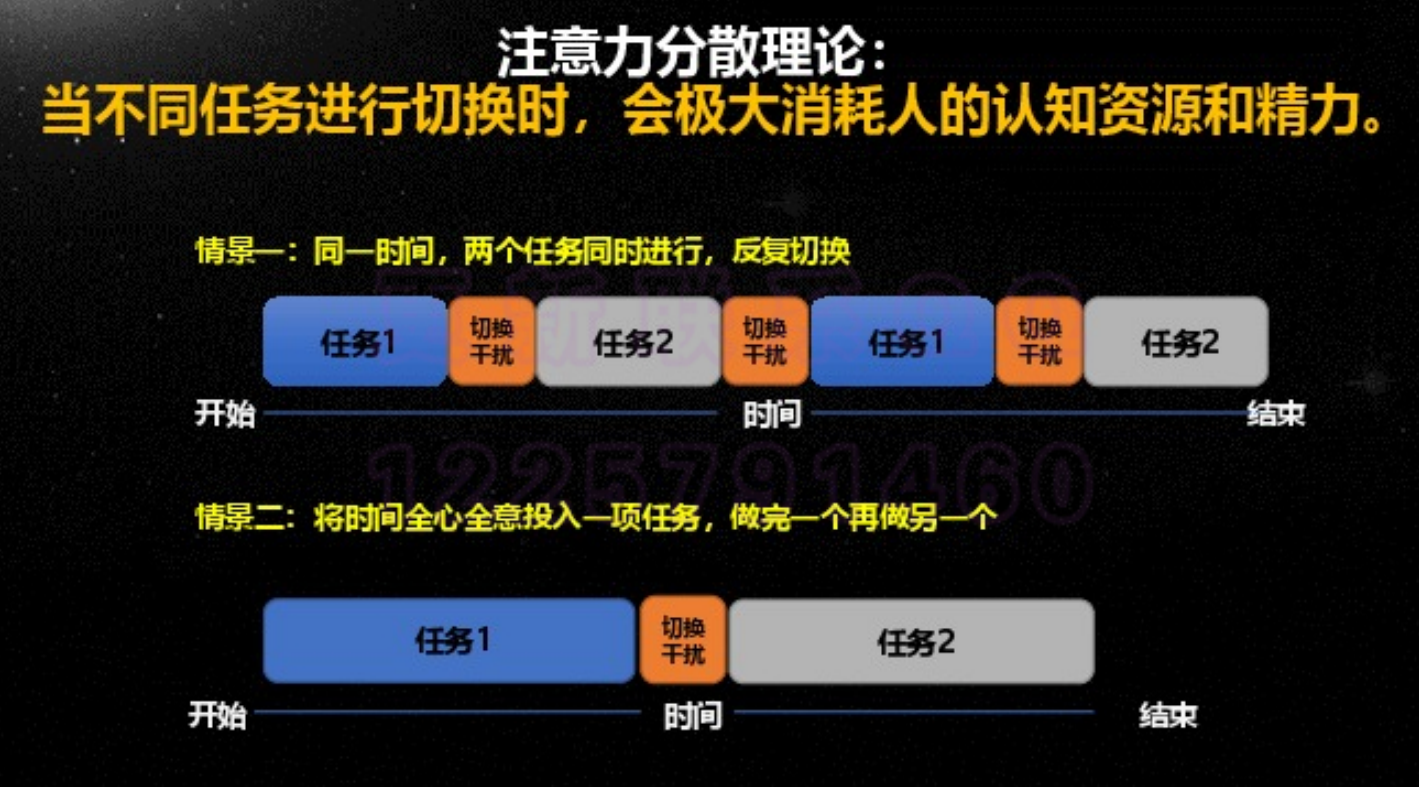 注意力分散理论：
当不同任务进行切换时，会极大消耗人的认知资源和精力。
情景一：同一时间，两个任务同时进行，反复切换
任务1
切换
干扰
任务2
切换
干扰
任务1
切换
干扰
任务2
开始
时间
结束
1225791460
情景二：将时间全心全意投入一项任务，做完一个再做另一个
任务1
切换
干扰
任务2
开始
时间
结束